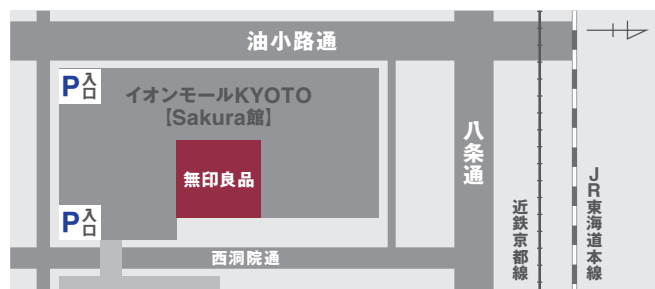 油小路通
P入口
イオンモールKYOTO
【Sakura館】
無印良品
P入口
西洞院通
八条通
近鉄京都線
JR東海道本線